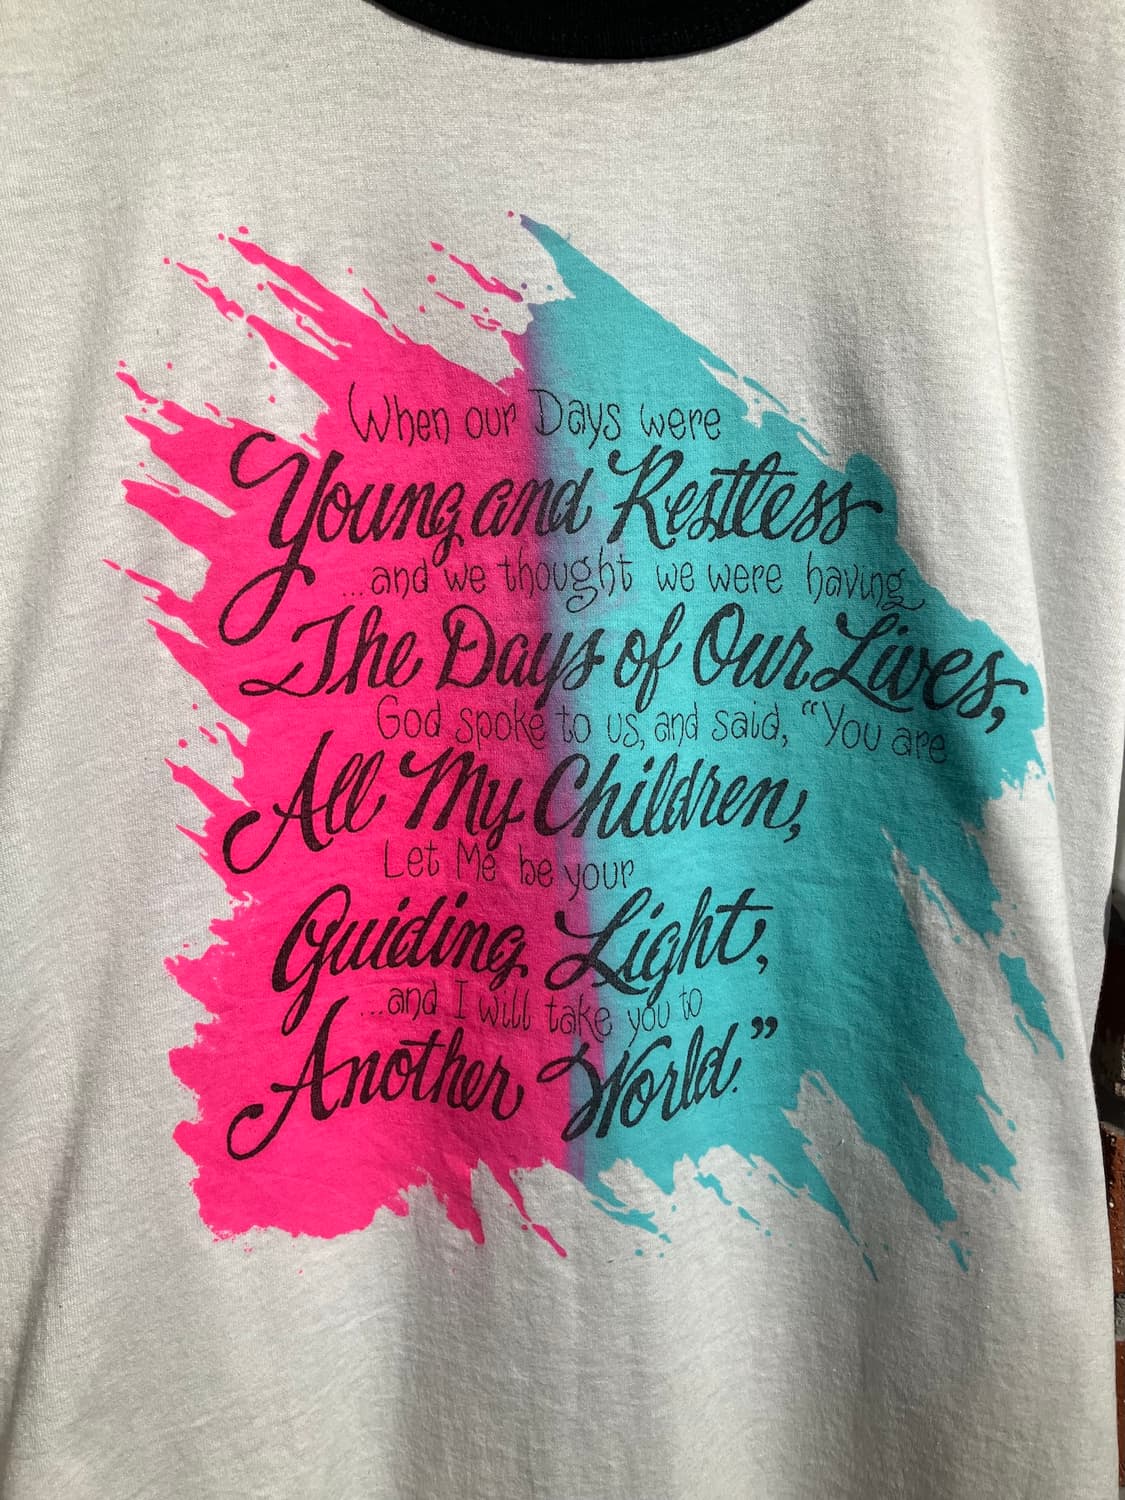 When our Days were
Young and Restless
...and we thought we were having
The Days of Our Lives,
God spoke to us, and said, "You are
All My Children,
Let Me be your
Guiding Light,
...and I will take you to
Another World."